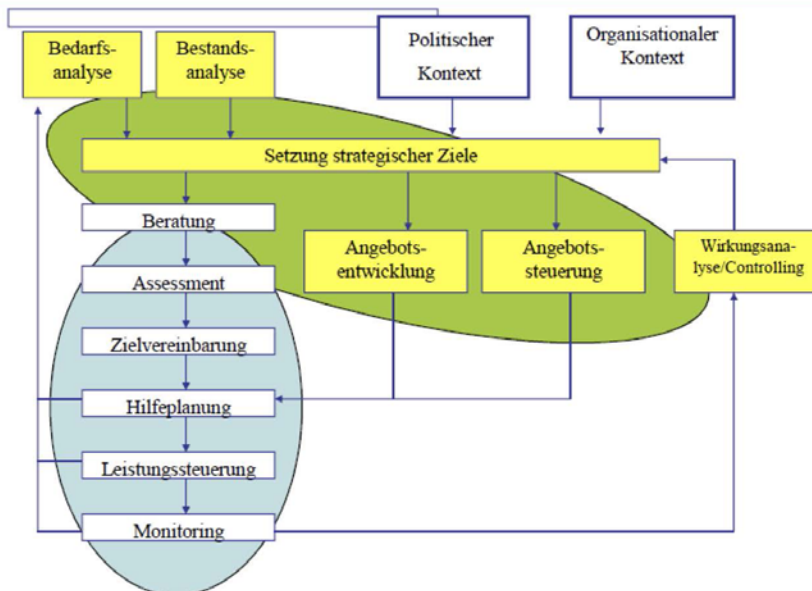 Bedarfs-
analyse
Bestands-
analyse
Politischer
Kontext
Organisationaler
Kontext
Setzung strategischer Ziele
Beratung
Angebots-
entwicklung
Angebots-
steuerung
Wirkungsana-
lyse/Controlling
Assessment
Zielvereinbarung
Hilfeplanung
Leistungssteuerung
Monitoring